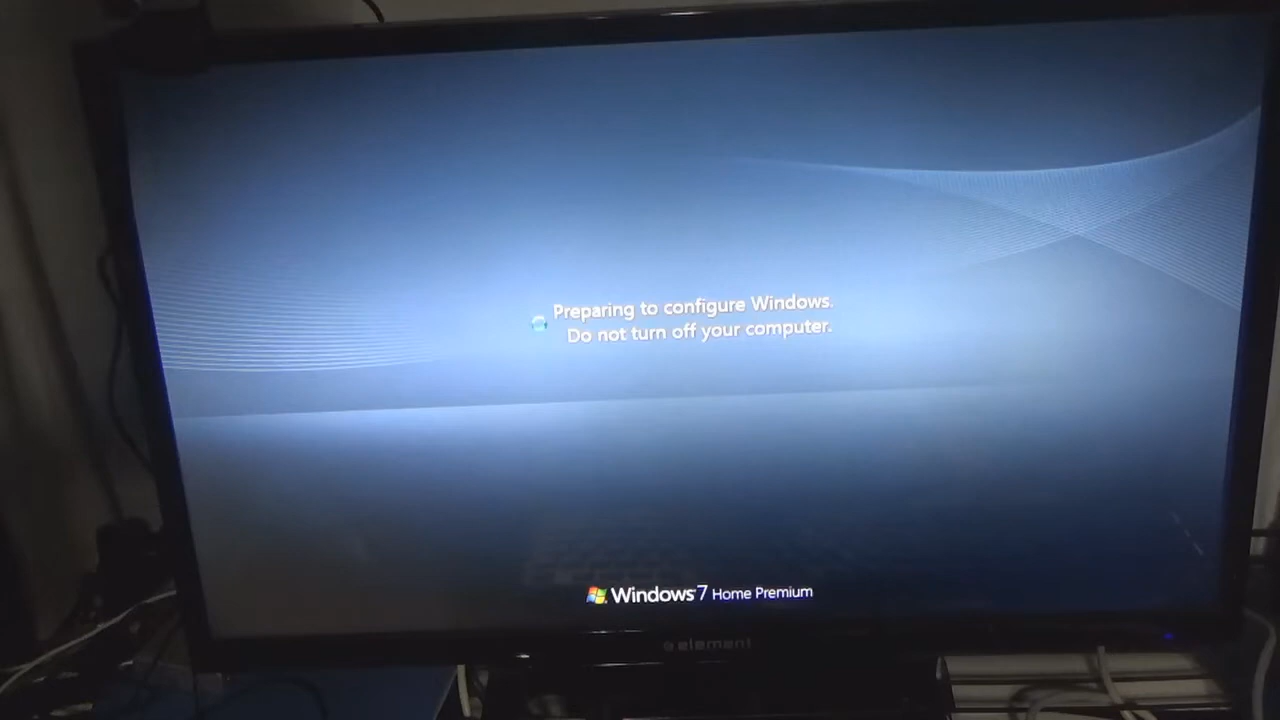 Preparing to configure Windows.
Do not turn off your computer.
Windows 7 Home Premium
element